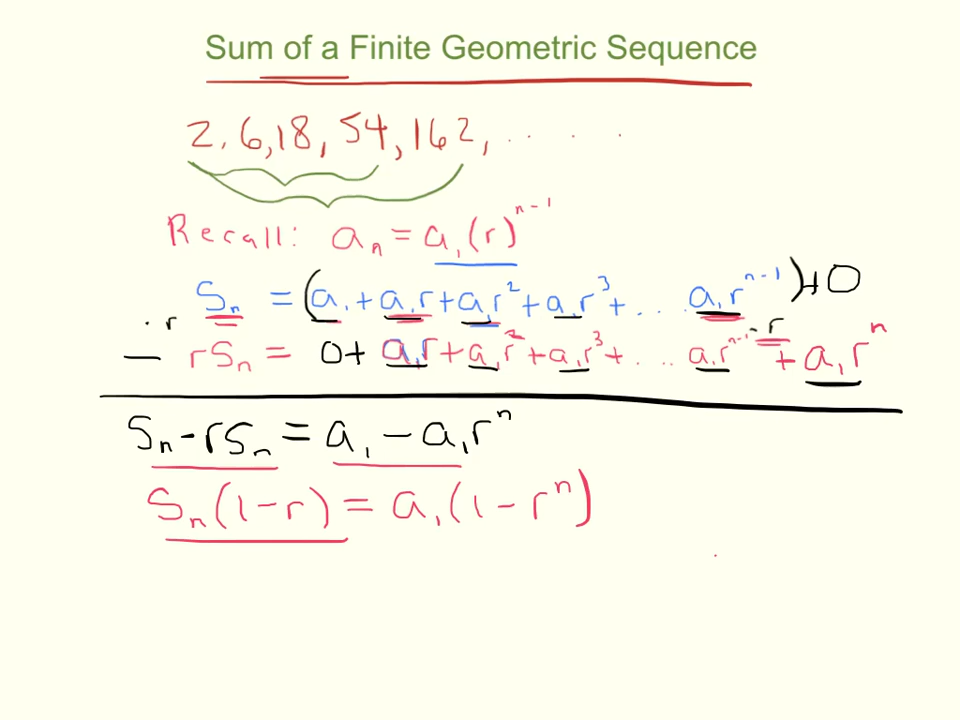 Sum of a Finite Geometric Sequence
2, 6, 18, 54, 162, . . . .
Recall: aₙ = a₁(r)ⁿ⁻¹
Sₙ = (a₁ + a₁r + a₁r² + a₁r³ + . . . a₁rⁿ⁻¹) + 0
· r
— rSₙ = 0 + a₁r + a₁r² + a₁r³ + . . . a₁rⁿ⁻¹ + a₁rⁿ
Sₙ - rSₙ = a₁ - a₁rⁿ
Sₙ(1 - r) = a₁(1 - rⁿ)